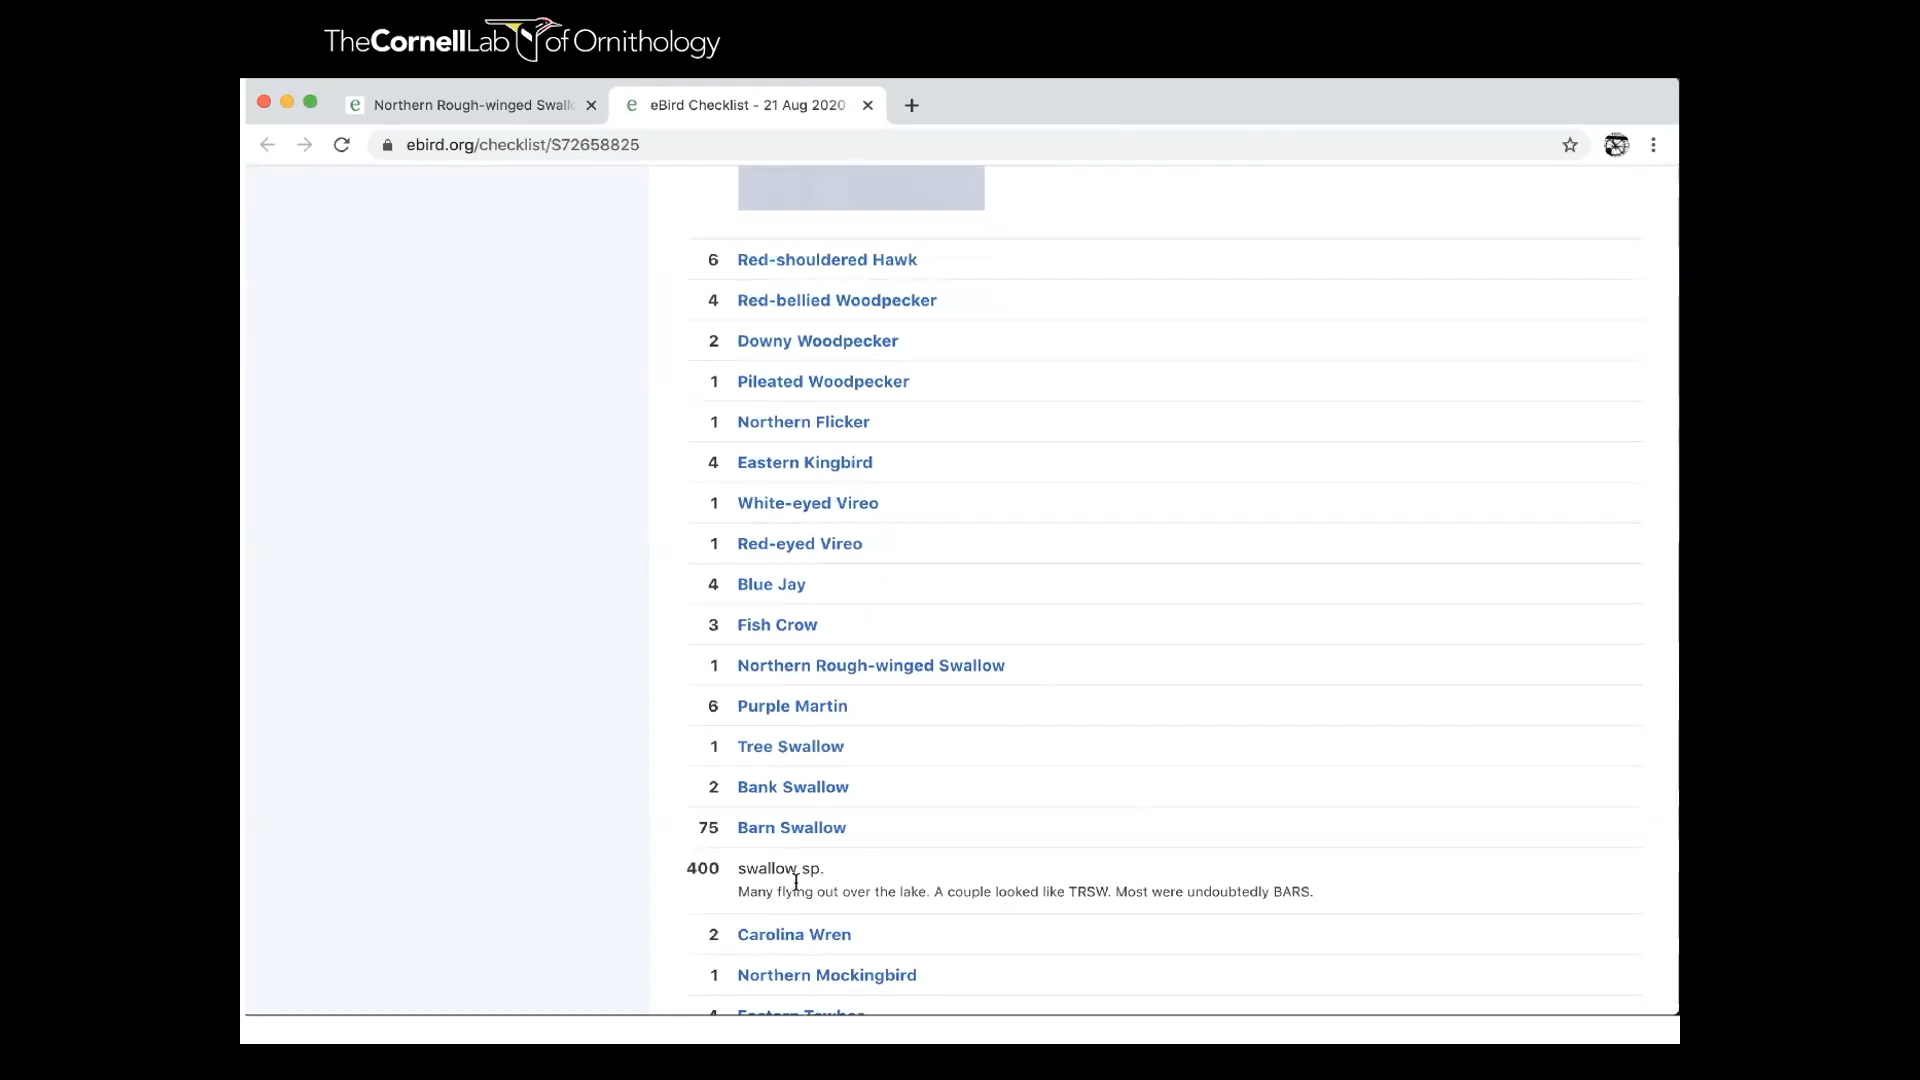 TheCornellLab of Ornithology
Northern Rough-winged Swall
eBird Checklist - 21 Aug 2020
ebird.org/checklist/S72658825
6 Red-shouldered Hawk
4 Red-bellied Woodpecker
2 Downy Woodpecker
1 Pileated Woodpecker
1 Northern Flicker
4 Eastern Kingbird
1 White-eyed Vireo
1 Red-eyed Vireo
4 Blue Jay
3 Fish Crow
1 Northern Rough-winged Swallow
6 Purple Martin
1 Tree Swallow
2 Bank Swallow
75 Barn Swallow
400 swallow sp.
Many flying out over the lake. A couple looked like TRSW. Most were undoubtedly BARS.
2 Carolina Wren
1 Northern Mockingbird
Eastern Towhee